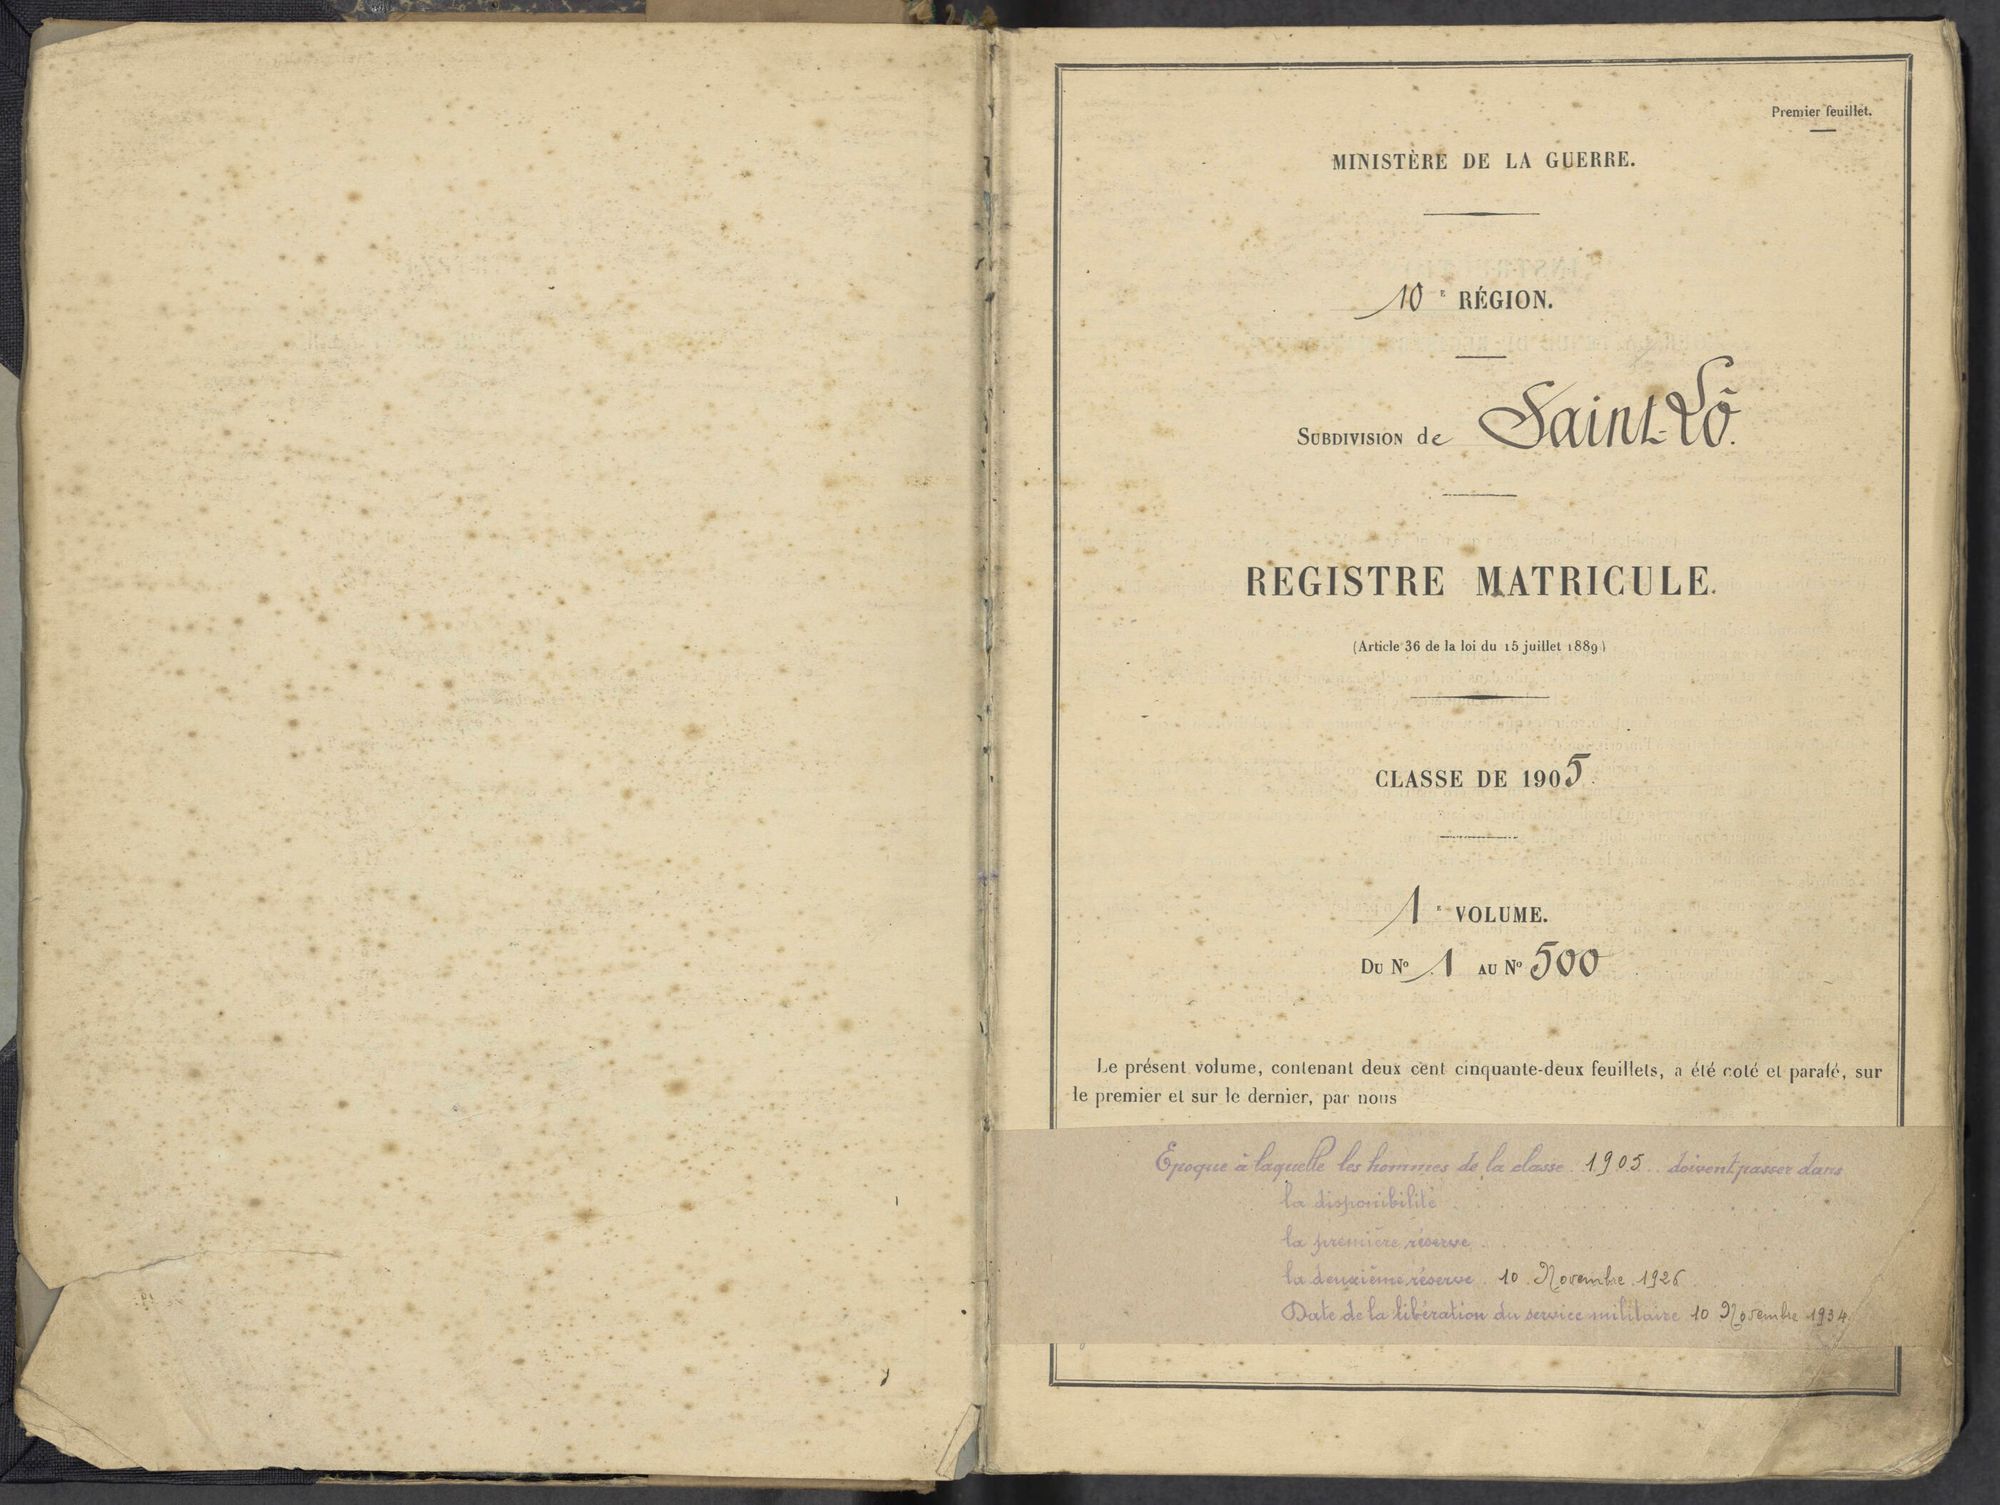 Premier feuillet.
MINISTÈRE DE LA GUERRE.
10E RÉGION.
SUBDIVISION de Saint-Lô.
REGISTRE MATRICULE.
(Article 36 de la loi du 15 juillet 1889)
CLASSE DE 1905.
1E VOLUME.
DU No 1 AU No 500
Le présent volume, contenant deux cent cinquante-deux feuillets, a été coté et parafé, sur
le premier et sur le dernier, par nous
Epoque à laquelle les hommes de la classe 1905 doivent passer dans
la disponibilité
la première réserve
la deuxième réserve 10 Novembre 1926
Date de la libération du service militaire 10 Novembre 1934